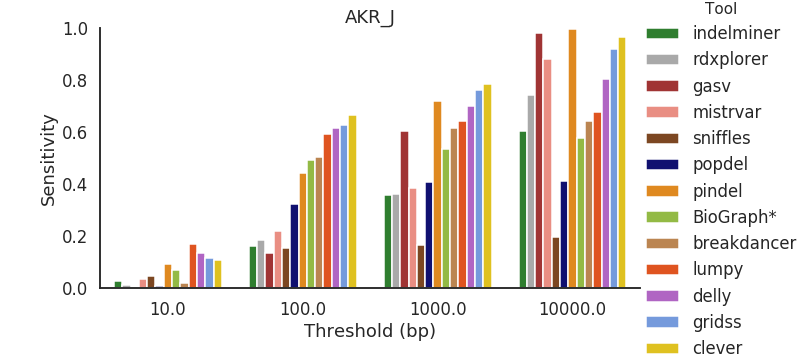 AKR_J
Tool
1.0
0.8
0.6
0.4
0.2
0.0
Sensitivity
10.0
100.0
1000.0
10000.0
Threshold (bp)
indelminer
rdxplorer
gasv
mistrvar
sniffles
popdel
pindel
BioGraph*
breakdancer
lumpy
delly
gridss
clever